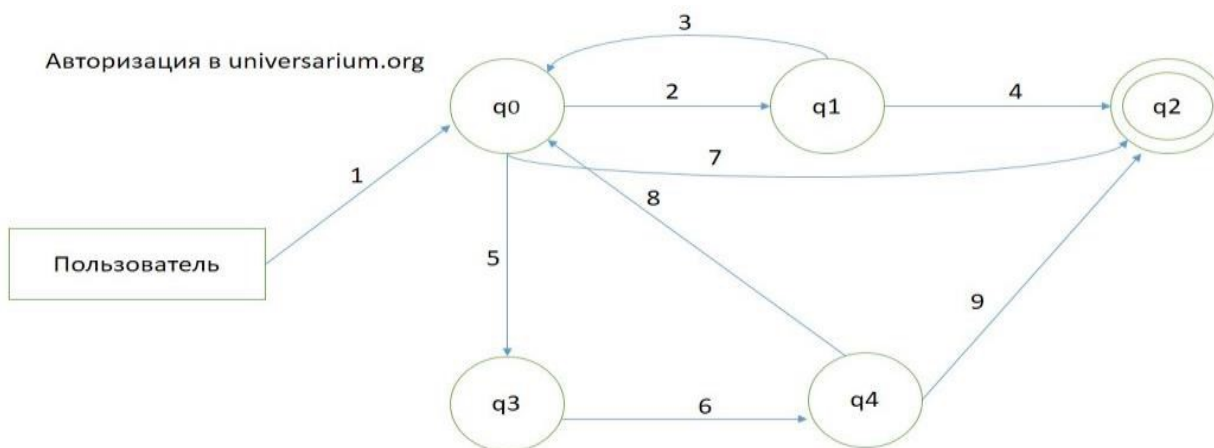 3
Авторизация в universarium.org
q0
2
q1
4
q2
7
1
8
Пользователь
5
9
q3
6
q4